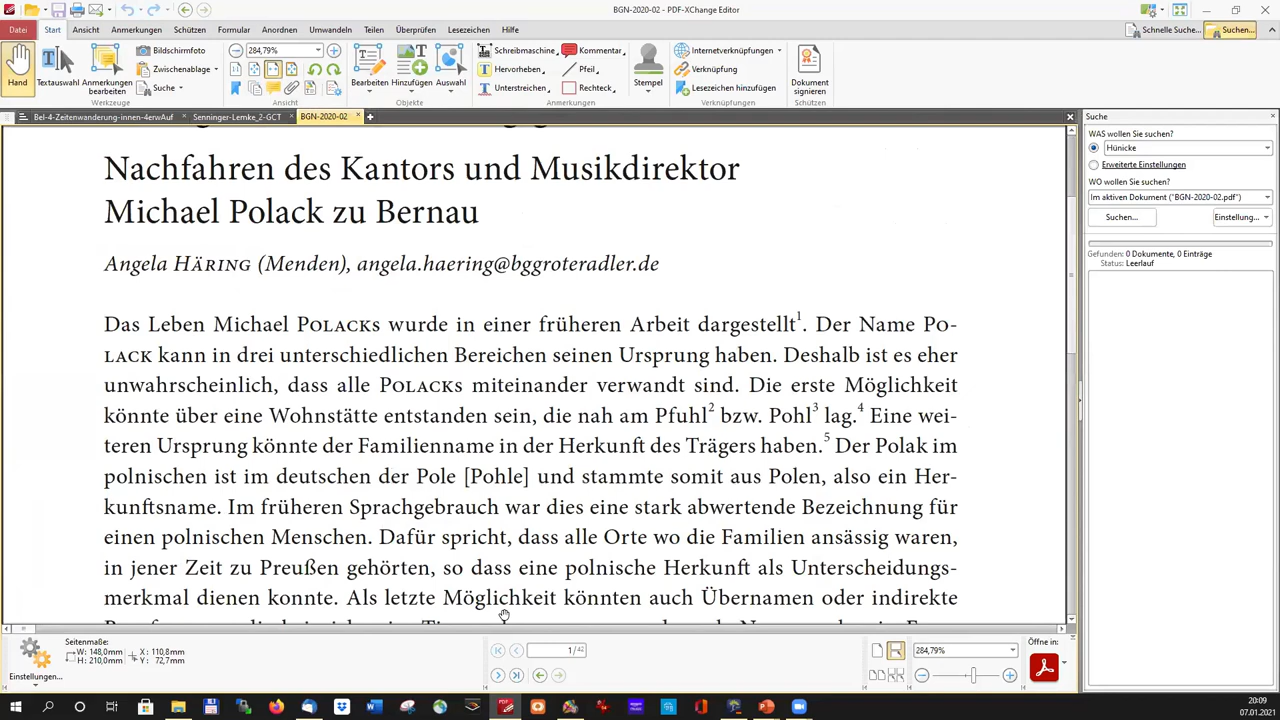 BGN-2020-02 - PDF-XChange Editor
Datei Start Ansicht Anmerkungen Schützen Formular Anordnen Umwandeln Teilen Überprüfen Lesezeichen Hilfe Schnelle Suche... Suchen...
Hand
Textauswahl
Anmerkungen bearbeiten
Bildschirmfoto
Zwischenablage
Suche
Werkzeuge
284,79%
Ansicht
Bearbeiten Hinzufügen Auswahl
Objekte
Schreibmaschine
Hervorheben
Unterstreichen
Kommentar
Pfeil
Rechteck
Stempel
Anmerkungen
Internetverknüpfungen
Verknüpfung
Lesezeichen hinzufügen
Verknüpfungen
Dokument signieren
Schützen
Bel-4-Zeitenwanderung-innen-4erwAuf Senninger-Lemke_2-GCT BGN-2020-02
Nachfahren des Kantors und Musikdirektor
Michael Polack zu Bernau
Angela HÄRING (Menden), angela.haering@bggroteradler.de
Das Leben Michael POLACKs wurde in einer früheren Arbeit dargestellt1. Der Name PO-
LACK kann in drei unterschiedlichen Bereichen seinen Ursprung haben. Deshalb ist es eher
unwahrscheinlich, dass alle POLACKs miteinander verwandt sind. Die erste Möglichkeit
könnte über eine Wohnstätte entstanden sein, die nah am Pfuhl2 bzw. Pohl3 lag.4 Eine wei-
teren Ursprung könnte der Familienname in der Herkunft des Trägers haben.5 Der Polak im
polnischen ist im deutschen der Pole [Pohle] und stammte somit aus Polen, also ein Her-
kunftsname. Im früheren Sprachgebrauch war dies eine stark abwertende Bezeichnung für
einen polnischen Menschen. Dafür spricht, dass alle Orte wo die Familien ansässig waren,
in jener Zeit zu Preußen gehörten, so dass eine polnische Herkunft als Unterscheidungs-
merkmal dienen konnte. Als letzte Möglichkeit könnten auch Übernamen oder indirekte
Suche
WAS wollen Sie suchen?
Hünicke
Erweiterte Einstellungen
WO wollen Sie suchen?
Im aktiven Dokument ("BGN-2020-02.pdf")
Suchen... Einstellung...
Gefunden: 0 Dokumente, 0 Einträge
Status: Leerlauf
Einstellungen...
Seitenmaße:
W: 148,0mm X: 110,8mm
H: 210,0mm Y: 72,7mm
1 / 42
284,79%
Öffne in:
20:09
07.01.2021